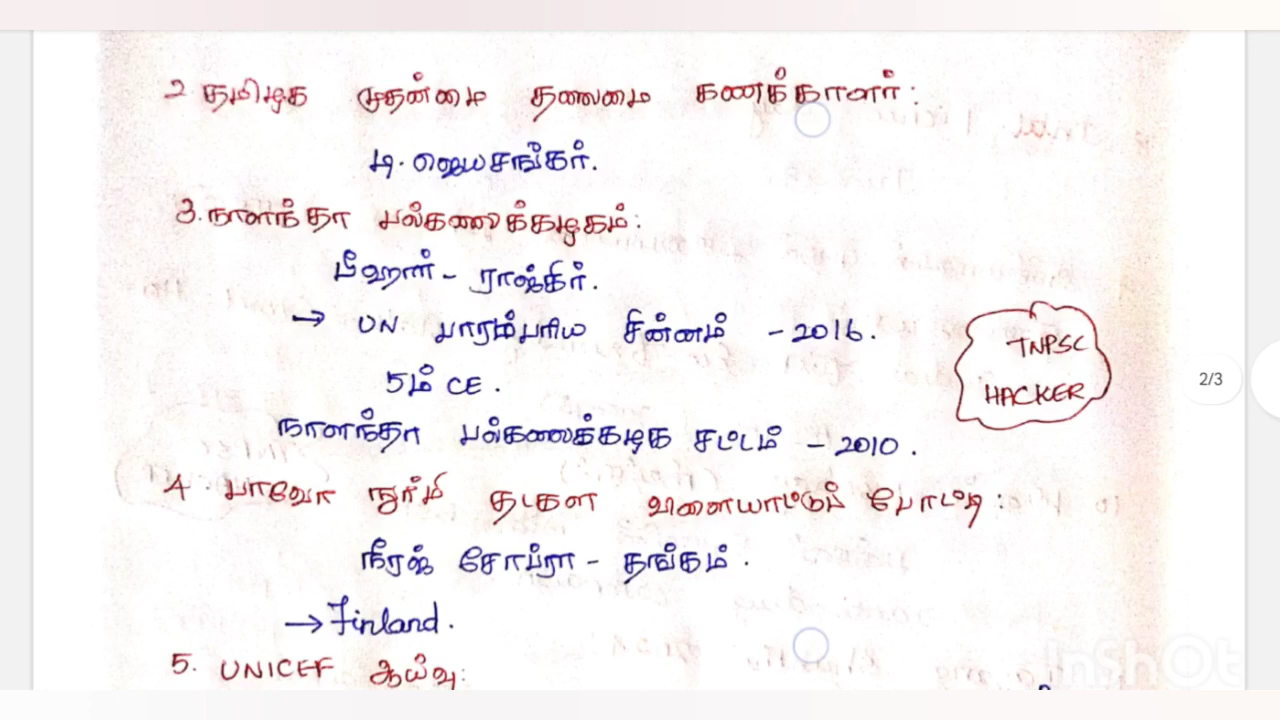 2 தமிழக முதன்மை தலைமை கணக்காளர் :
டி. ஜெயசங்கர்.
3. நாளந்தா பல்கலைக்கழகம் :
பீஹார் - ராஜ்கிர்.
→ UN பாரம்பரிய சின்னம் - 2016.
5ம் CE .
நாளந்தா பல்கலைக்கழக சட்டம் - 2010 .
TNPSC
HACKER
2/3
4 . பாவோ நுர்மி தடகள விளையாட்டுப் போட்டி :
நீரஜ் சோப்ரா - தங்கம் .
→ Finland .
5. UNICEF ஆய்வு :
InShOt